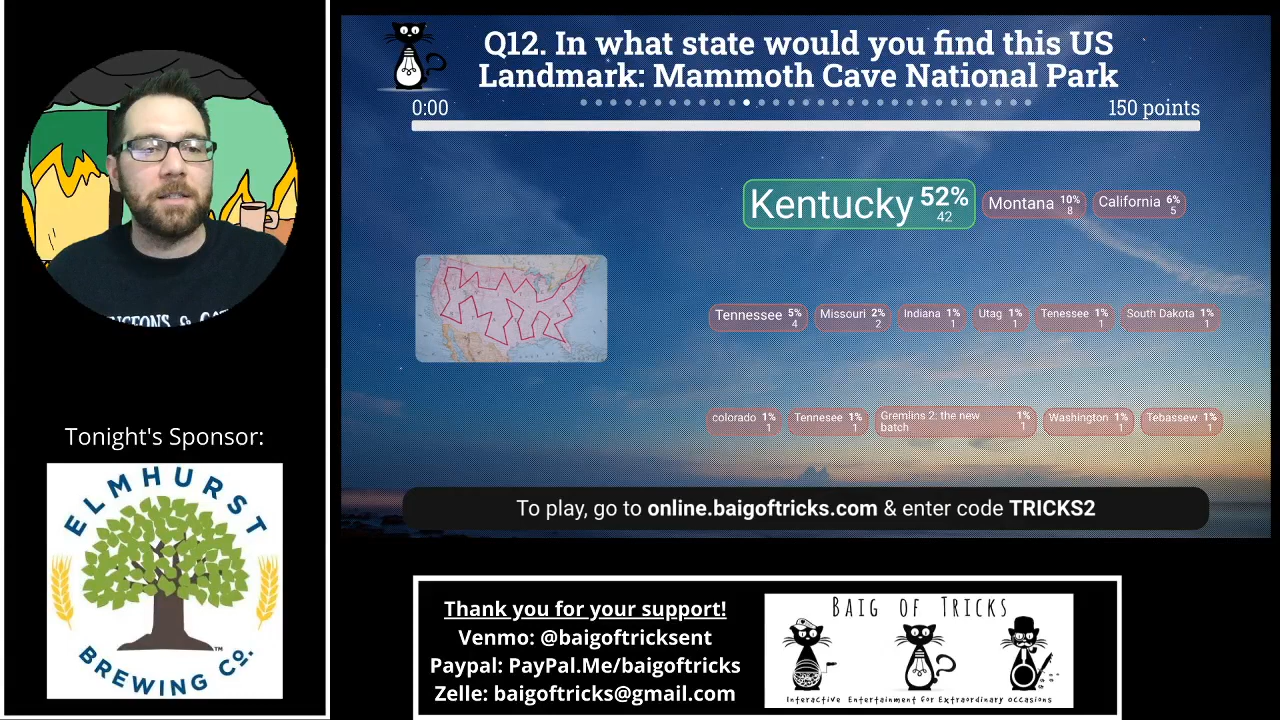 Q12. In what state would you find this US
Landmark: Mammoth Cave National Park
0:00
150 points
Kentucky 52% 42
Montana 10% 8
California 6% 5
Tennessee 5% 4
Missouri 2% 2
Indiana 1% 1
Utag 1% 1
Tenessee 1% 1
South Dakota 1% 1
colorado 1% 1
Tennesee 1% 1
Gremlins 2: the new 1%
batch 1
Washington 1% 1
Tebassew 1% 1
To play, go to online.baigoftricks.com & enter code TRICKS2
Tonight's Sponsor:
ELMHURST
BREWING CO.
TM
Thank you for your support!
Venmo: @baigoftricksent
Paypal: PayPal.Me/baigoftricks
Zelle: baigoftricks@gmail.com
BAIG OF TRICKS
Interactive Entertainment for Extraordinary occasions